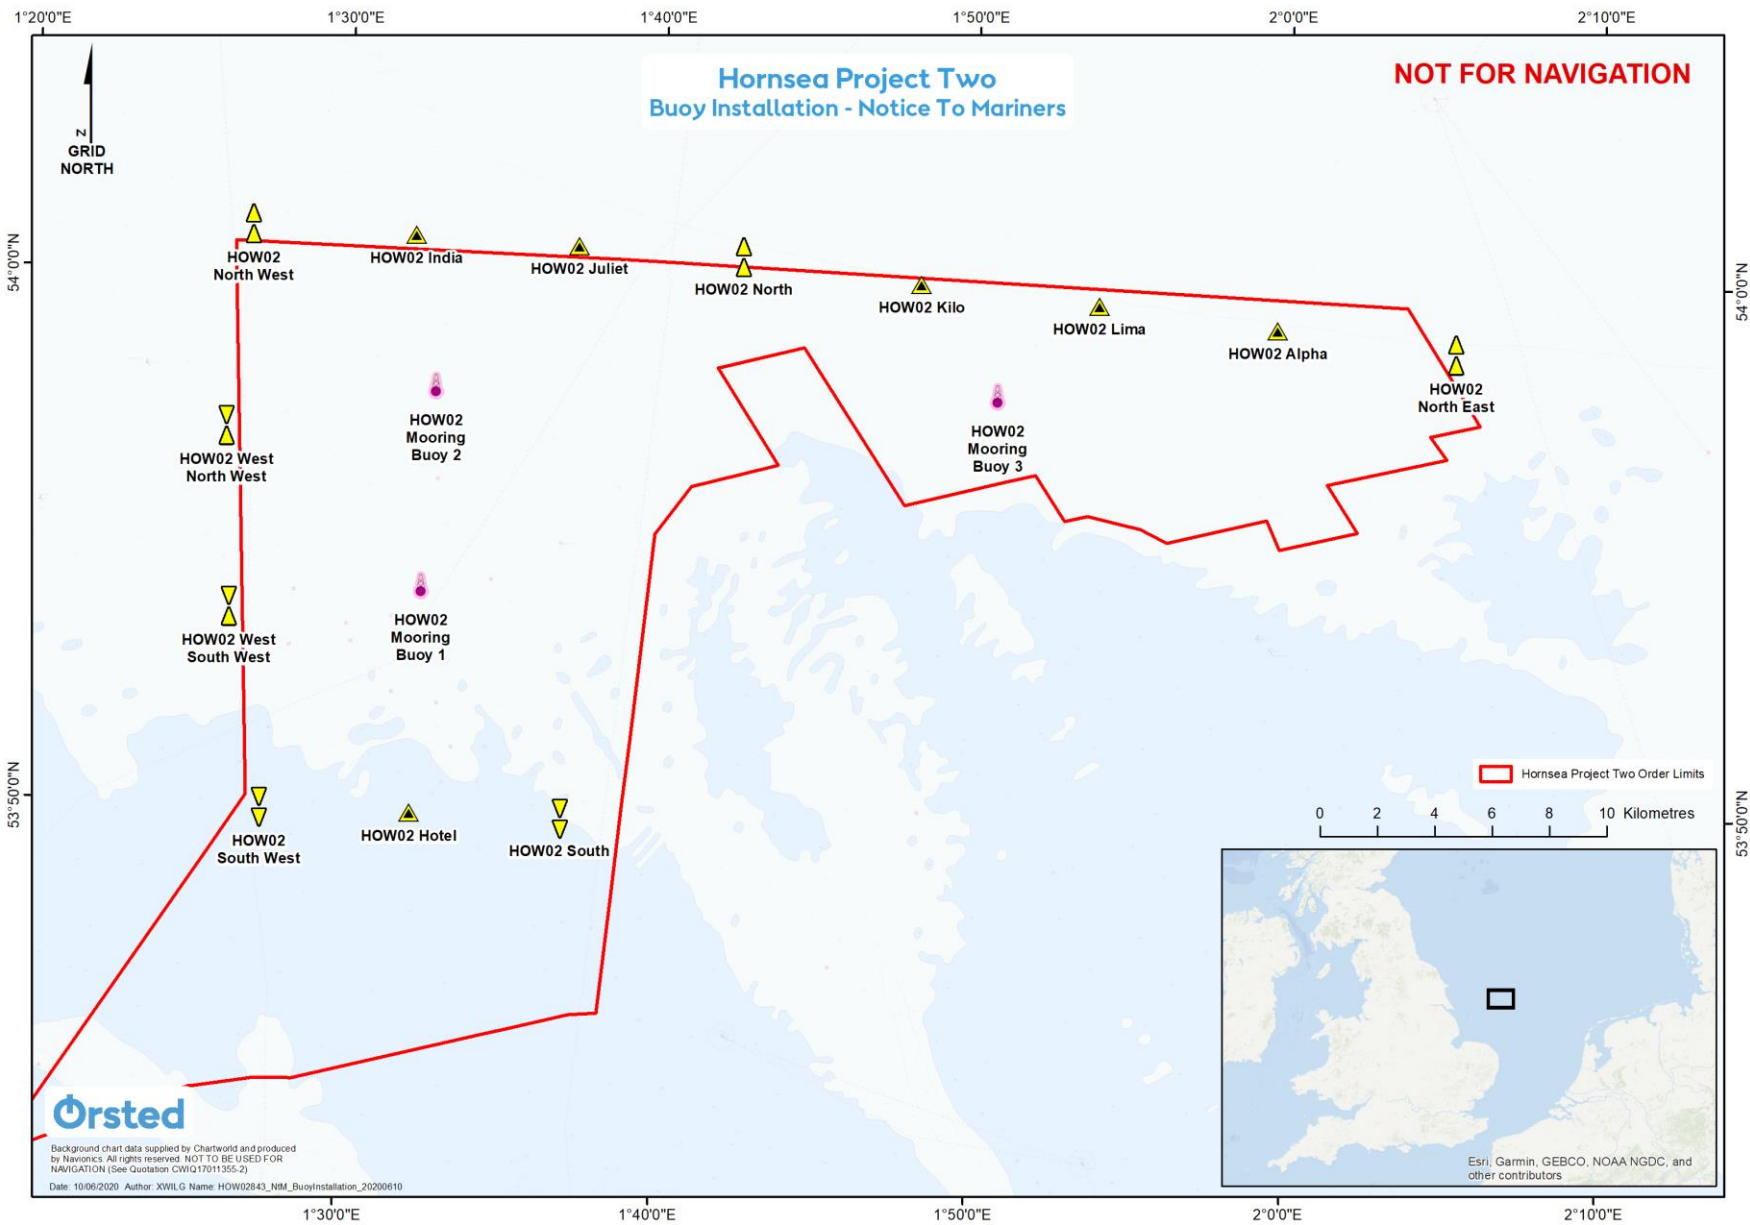 1°20'0"E
1°30'0"E
1°40'0"E
1°50'0"E
2°0'0"E
2°10'0"E
Hornsea Project Two
Buoy Installation - Notice To Mariners
NOT FOR NAVIGATION
N
GRID
NORTH
54°0'0"N
54°0'0"N
HOW02
North West
HOW02 India
HOW02 Juliet
HOW02 North
HOW02 Kilo
HOW02 Lima
HOW02 Alpha
HOW02
North East
HOW02
Mooring
Buoy 2
HOW02
Mooring
Buoy 3
HOW02 West
North West
HOW02
Mooring
Buoy 1
HOW02 West
South West
53°50'0"N
53°50'0"N
HOW02
South West
HOW02 Hotel
HOW02 South
Hornsea Project Two Order Limits
0 2 4 6 8 10 Kilometres
Orsted
Background chart data supplied by Chartworld and produced
by Navionics. All rights reserved. NOT TO BE USED FOR
NAVIGATION (See Quotation CWIQ17011355-2)
Date: 10/06/2020 Author: XWILG Name: HOW02843_NtM_BuoyInstallation_20200610
Esri, Garmin, GEBCO, NOAA NGDC, and
other contributors
1°30'0"E
1°40'0"E
1°50'0"E
2°0'0"E
2°10'0"E